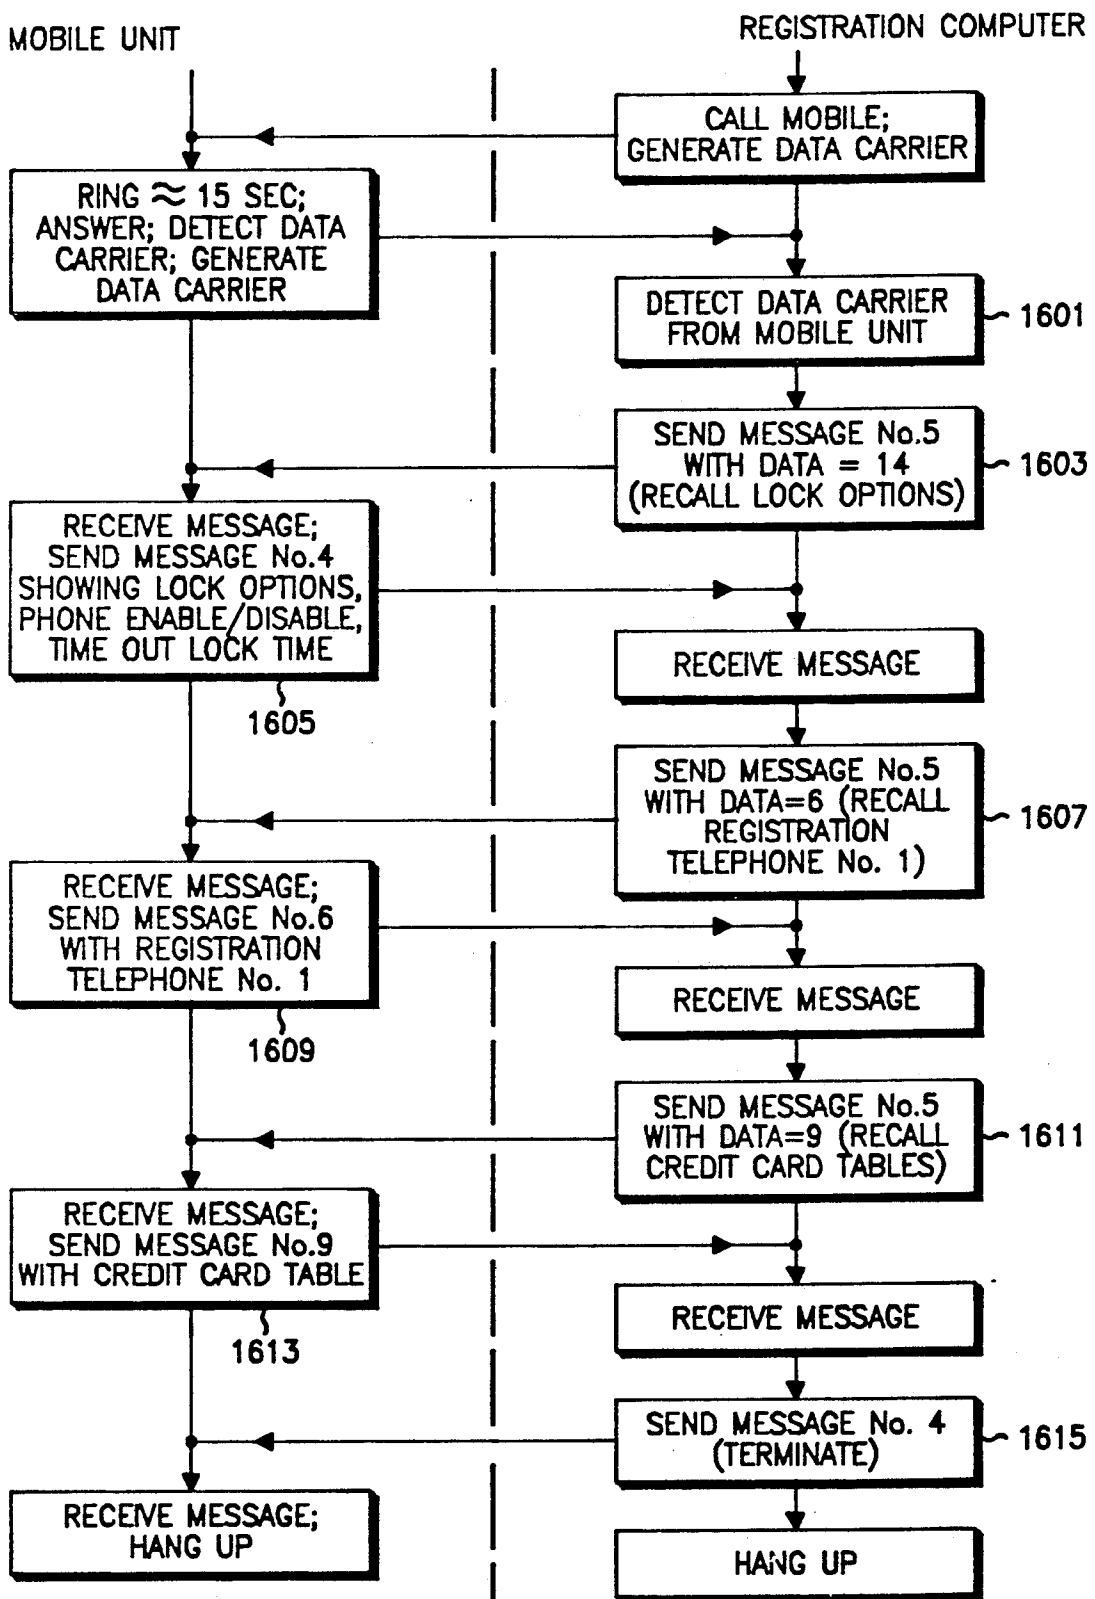 MOBILE UNIT
REGISTRATION COMPUTER
CALL MOBILE;
GENERATE DATA CARRIER
RING ≈ 15 SEC;
ANSWER; DETECT DATA
CARRIER; GENERATE
DATA CARRIER
DETECT DATA CARRIER
FROM MOBILE UNIT
1601
SEND MESSAGE No.5
WITH DATA = 14
(RECALL LOCK OPTIONS)
1603
RECEIVE MESSAGE;
SEND MESSAGE No.4
SHOWING LOCK OPTIONS,
PHONE ENABLE/DISABLE,
TIME OUT LOCK TIME
1605
RECEIVE MESSAGE
SEND MESSAGE No.5
WITH DATA=6 (RECALL
REGISTRATION
TELEPHONE No. 1)
1607
RECEIVE MESSAGE;
SEND MESSAGE No.6
WITH REGISTRATION
TELEPHONE No. 1
1609
RECEIVE MESSAGE
SEND MESSAGE No.5
WITH DATA=9 (RECALL
CREDIT CARD TABLES)
1611
RECEIVE MESSAGE;
SEND MESSAGE No.9
WITH CREDIT CARD TABLE
1613
RECEIVE MESSAGE
SEND MESSAGE No. 4
(TERMINATE)
1615
RECEIVE MESSAGE;
HANG UP
HANG UP